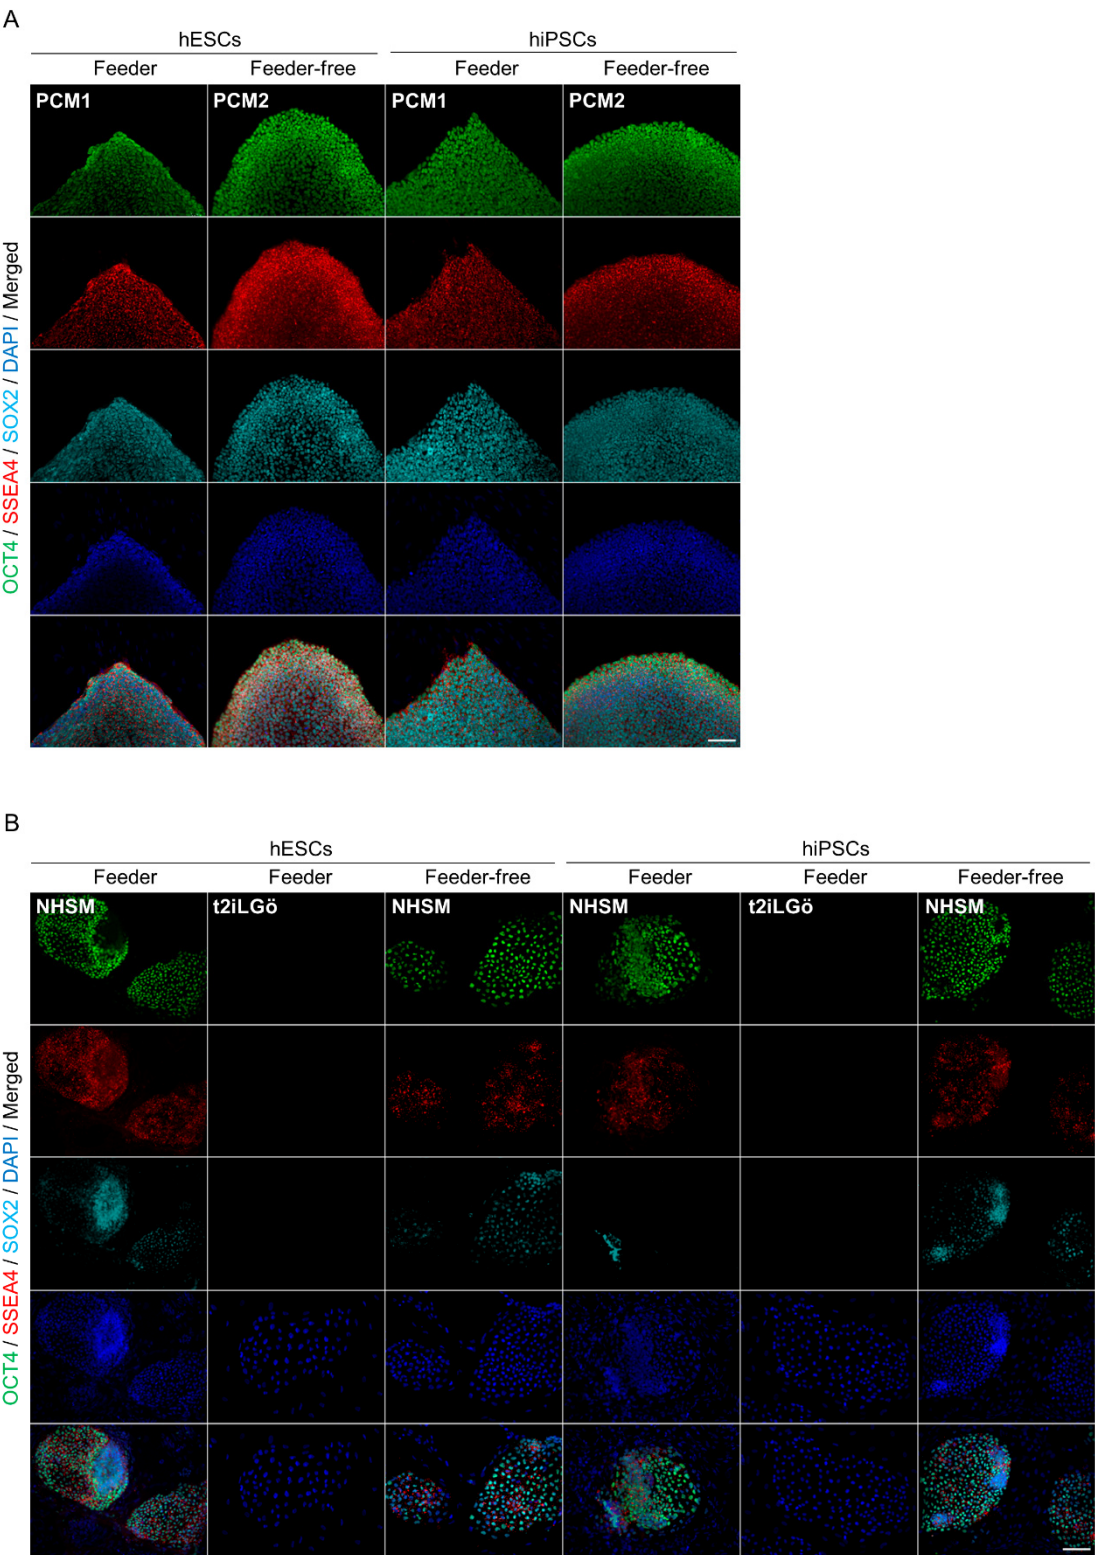 A
hESCs hiPSCs
Feeder Feeder-free Feeder Feeder-free
PCM1 PCM2 PCM1 PCM2
OCT4 / SSEA4 / SOX2 / DAPI / Merged
B
hESCs hiPSCs
Feeder Feeder Feeder-free Feeder Feeder Feeder-free
NHSM t2iLGö NHSM NHSM t2iLGö NHSM
OCT4 / SSEA4 / SOX2 / DAPI / Merged